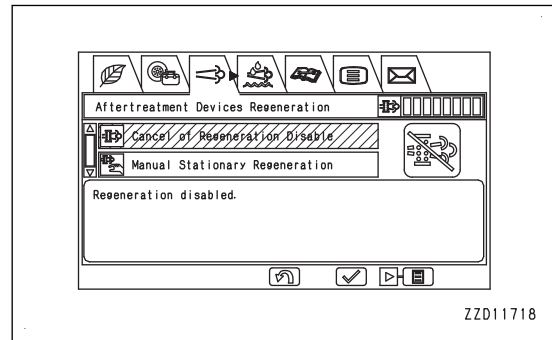 Aftertreatment Devices Regeneration
Cancel of Regeneration Disable
Manual Stationary Regeneration
Regeneration disabled.
ZZD11718